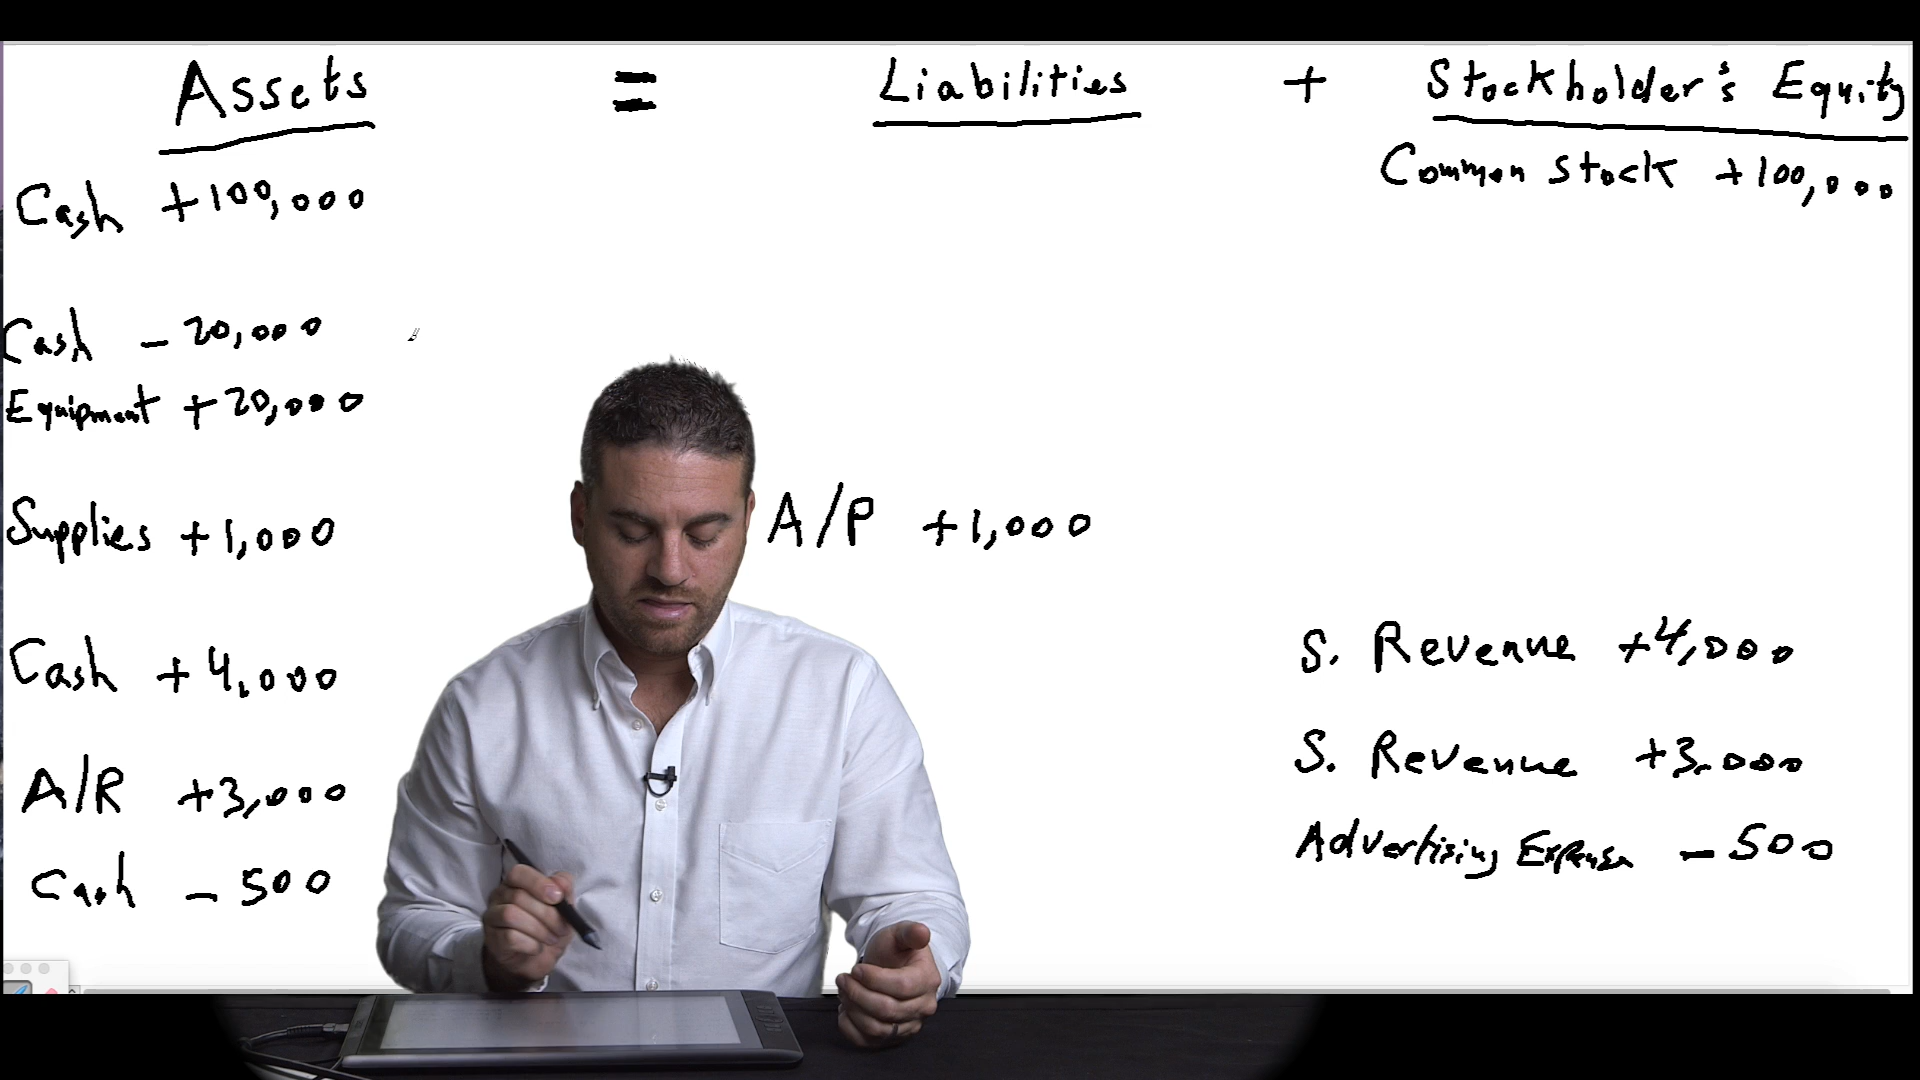 Assets = Liabilities + Stockholder's Equity
Cash +100,000 Common Stock +100,000
Cash - 20,000
Equipment + 20,000
Supplies +1,000 A/P +1,000
Cash + 4,000 S. Revenue +4,000
A/R +3,000 S. Revenue +3,000
Cash - 500 Advertising Expense - 500